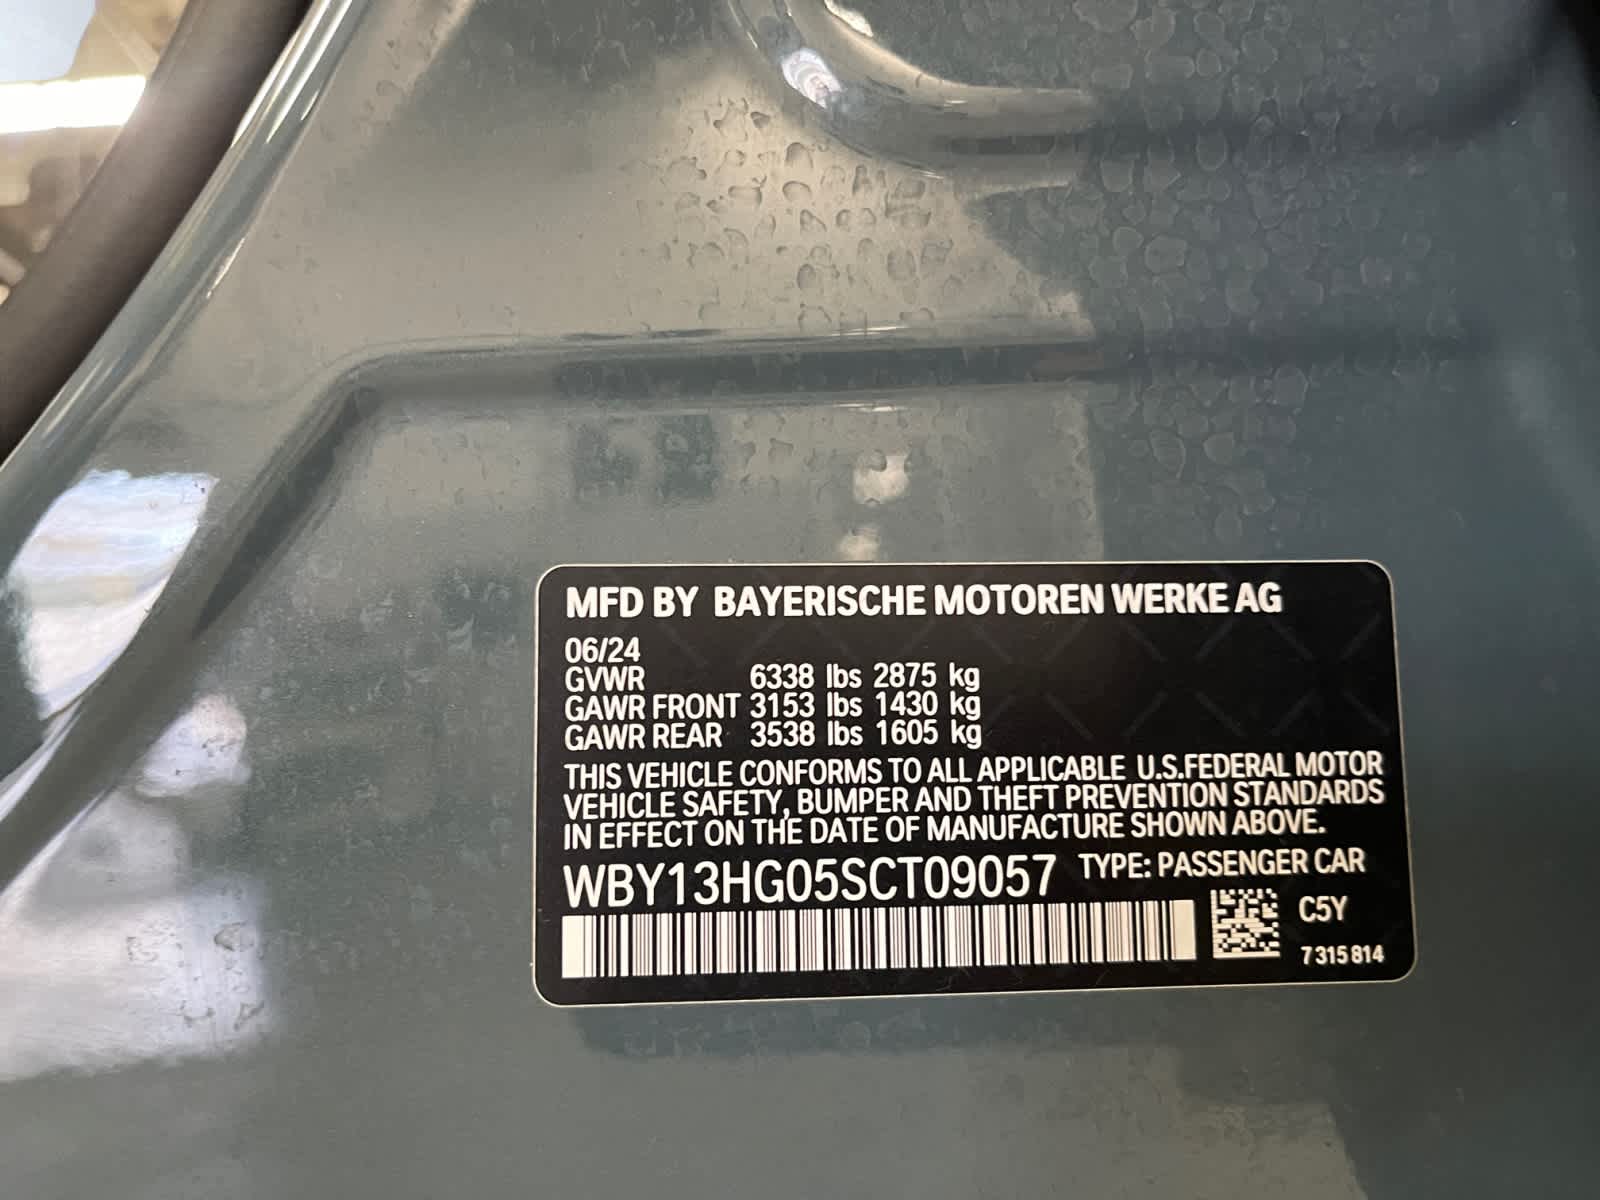 MFD BY BAYERISCHE MOTOREN WERKE AG
06/24
GVWR 6338 lbs 2875 kg
GAWR FRONT 3153 lbs 1430 kg
GAWR REAR 3538 lbs 1605 kg
THIS VEHICLE CONFORMS TO ALL APPLICABLE U.S.FEDERAL MOTOR
VEHICLE SAFETY, BUMPER AND THEFT PREVENTION STANDARDS
IN EFFECT ON THE DATE OF MANUFACTURE SHOWN ABOVE.
WBY13HG05SCT09057 TYPE: PASSENGER CAR
C5Y
7 315 814